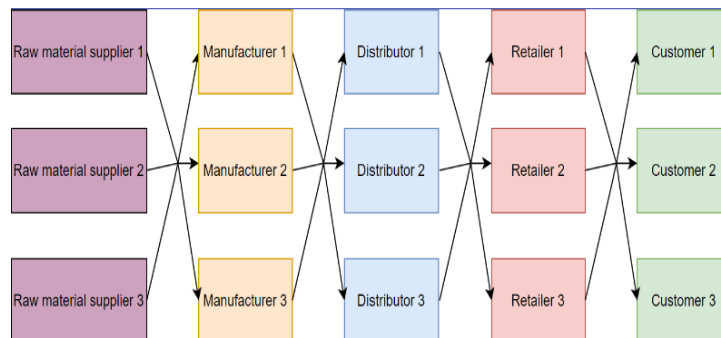 Raw material supplier 1
Manufacturer 1
Distributor 1
Retailer 1
Customer 1
Raw material supplier 2
Manufacturer 2
Distributor 2
Retailer 2
Customer 2
Raw material supplier 3
Manufacturer 3
Distributor 3
Retailer 3
Customer 3